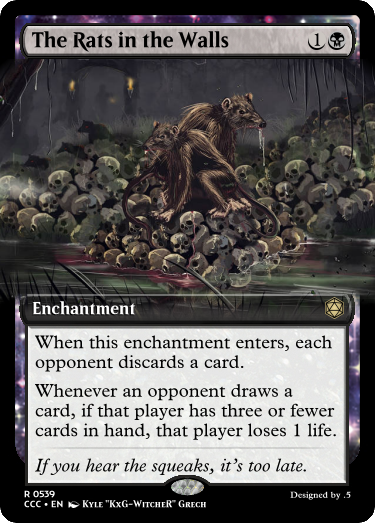 The Rats in the Walls 1
Enchantment
When this enchantment enters, each
opponent discards a card.
Whenever an opponent draws a
card, if that player has three or fewer
cards in hand, that player loses 1 life.
If you hear the squeaks, it's too late.
R 0539 Designed by .5
CCC • EN Kyle "KxG-WitcheR" Grech